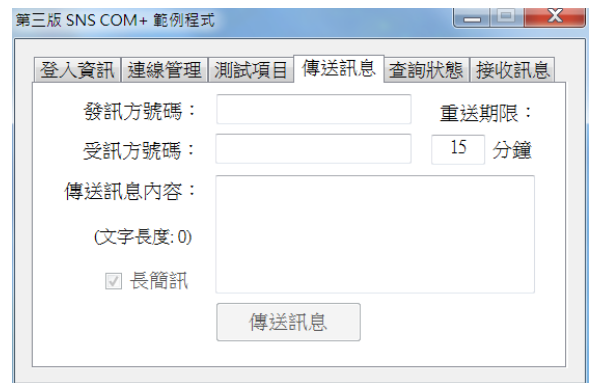 第三版 SNS COM+ 範例程式
登入資訊 連線管理 測試項目 傳送訊息 查詢狀態 接收訊息
發訊方號碼： 重送期限：
受訊方號碼： 15 分鐘
傳送訊息內容：
(文字長度: 0)
長簡訊
傳送訊息